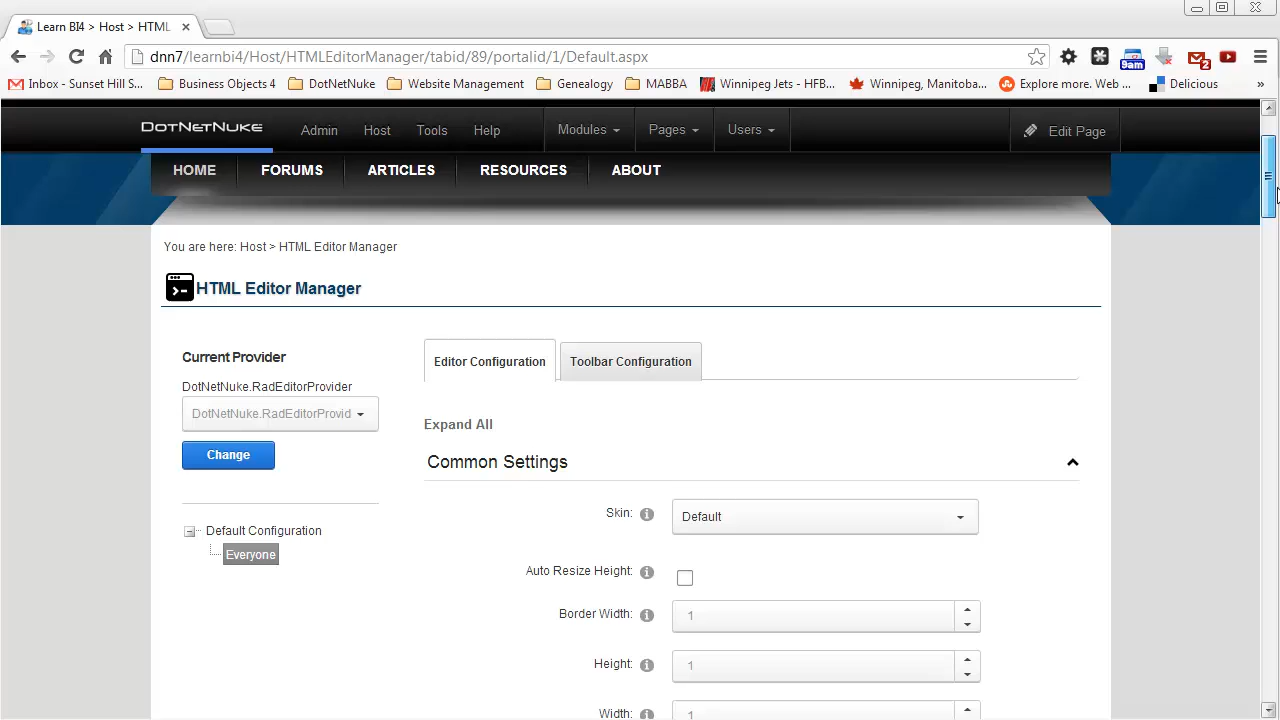 Learn BI4 > Host > HTML
dnn7/learnbi4/Host/HTMLEditorManager/tabid/89/portalid/1/Default.aspx
9am
2
Inbox - Sunset Hill S... Business Objects 4 DotNetNuke Website Management Genealogy MABBA Winnipeg Jets - HFB... Winnipeg, Manitoba... Explore more. Web ... Delicious »
DOTNETNUKE Admin Host Tools Help Modules Pages Users Edit Page
HOME FORUMS ARTICLES RESOURCES ABOUT
You are here: Host > HTML Editor Manager
HTML Editor Manager
Current Provider
DotNetNuke.RadEditorProvider
DotNetNuke.RadEditorProvid
Change
Default Configuration
Everyone
Editor Configuration Toolbar Configuration
Expand All
Common Settings
Skin: Default
Auto Resize Height:
Border Width: 1
Height: 1
Width: 1